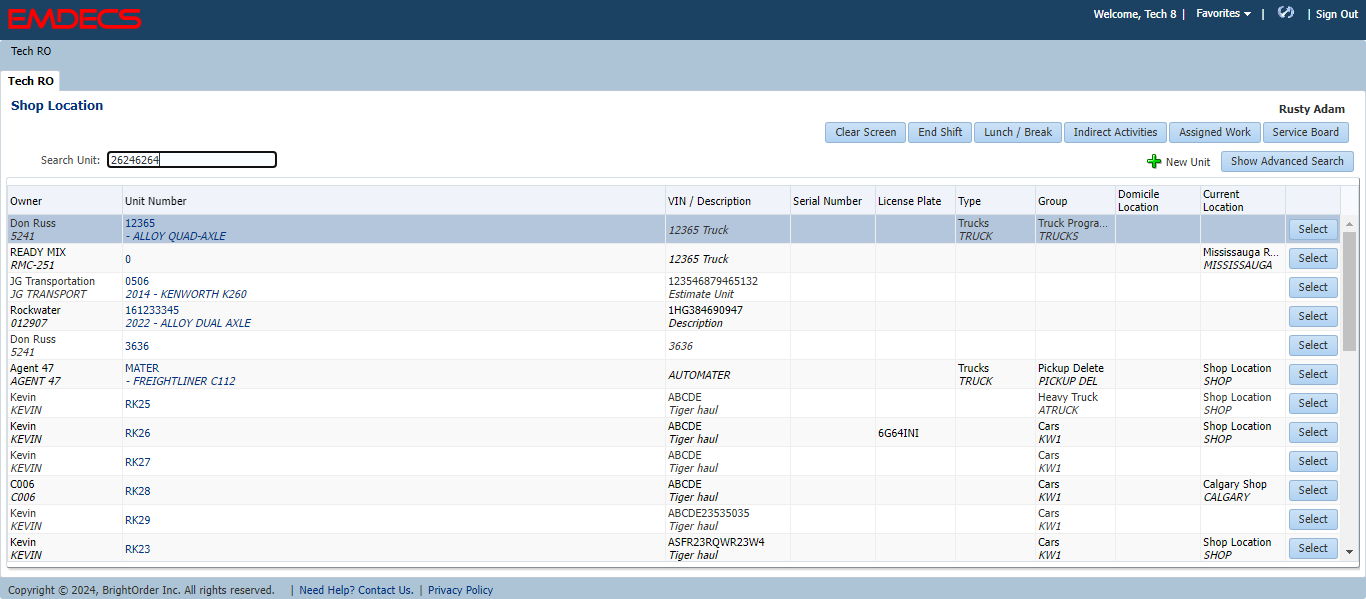 EMDECS
Welcome, Tech 8 | Favorites | | Sign Out
Tech RO
Tech RO
Shop Location
Rusty Adam
Clear Screen End Shift Lunch / Break Indirect Activities Assigned Work Service Board
Search Unit: 26246264 New Unit Show Advanced Search
Owner Unit Number VIN / Description Serial Number License Plate Type Group Domicile Location Current Location
Don Russ 12365 Trucks Truck Progra...
5241 - ALLOY QUAD-AXLE 12365 Truck TRUCK TRUCKS Select
READY MIX Mississauga R...
RMC-251 0 12365 Truck MISSISSAUGA Select
JG Transportation 0506 123546879465132
JG TRANSPORT 2014 - KENWORTH K260 Estimate Unit Select
Rockwater 161233345 1HG384690947
012907 2022 - ALLOY DUAL AXLE Description Select
Don Russ
5241 3636 3636 Select
Agent 47 MATER Trucks Pickup Delete Shop Location
AGENT 47 - FREIGHTLINER C112 AUTOMATER TRUCK PICKUP DEL SHOP Select
Kevin ABCDE Heavy Truck Shop Location
KEVIN RK25 Tiger haul ATRUCK SHOP Select
Kevin ABCDE Cars Shop Location
KEVIN RK26 Tiger haul 6G64INI KW1 SHOP Select
Kevin ABCDE Cars
KEVIN RK27 Tiger haul KW1 Select
C006 ABCDE Cars Calgary Shop
C006 RK28 Tiger haul KW1 CALGARY Select
Kevin ABCDE23535035 Cars
KEVIN RK29 Tiger haul KW1 Select
Kevin ASFR23RQWR23W4 Cars Shop Location
KEVIN RK23 Tiger haul KW1 SHOP Select
Copyright © 2024, BrightOrder Inc. All rights reserved. | Need Help? Contact Us. | Privacy Policy